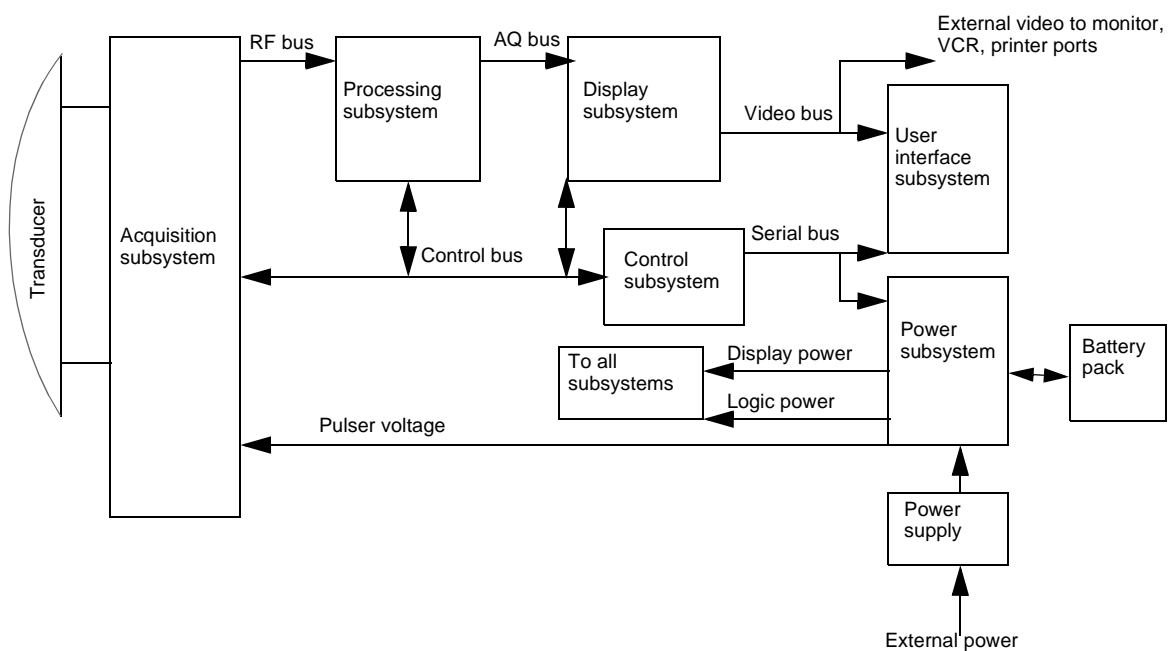 External video to monitor,
VCR, printer ports
RF bus
AQ bus
Processing
subsystem
Display
subsystem
Video bus
User
interface
subsystem
Transducer
Acquisition
subsystem
Control bus
Control
subsystem
Serial bus
Power
subsystem
Battery
pack
To all
subsystems
Display power
Logic power
Pulser voltage
Power
supply
External power